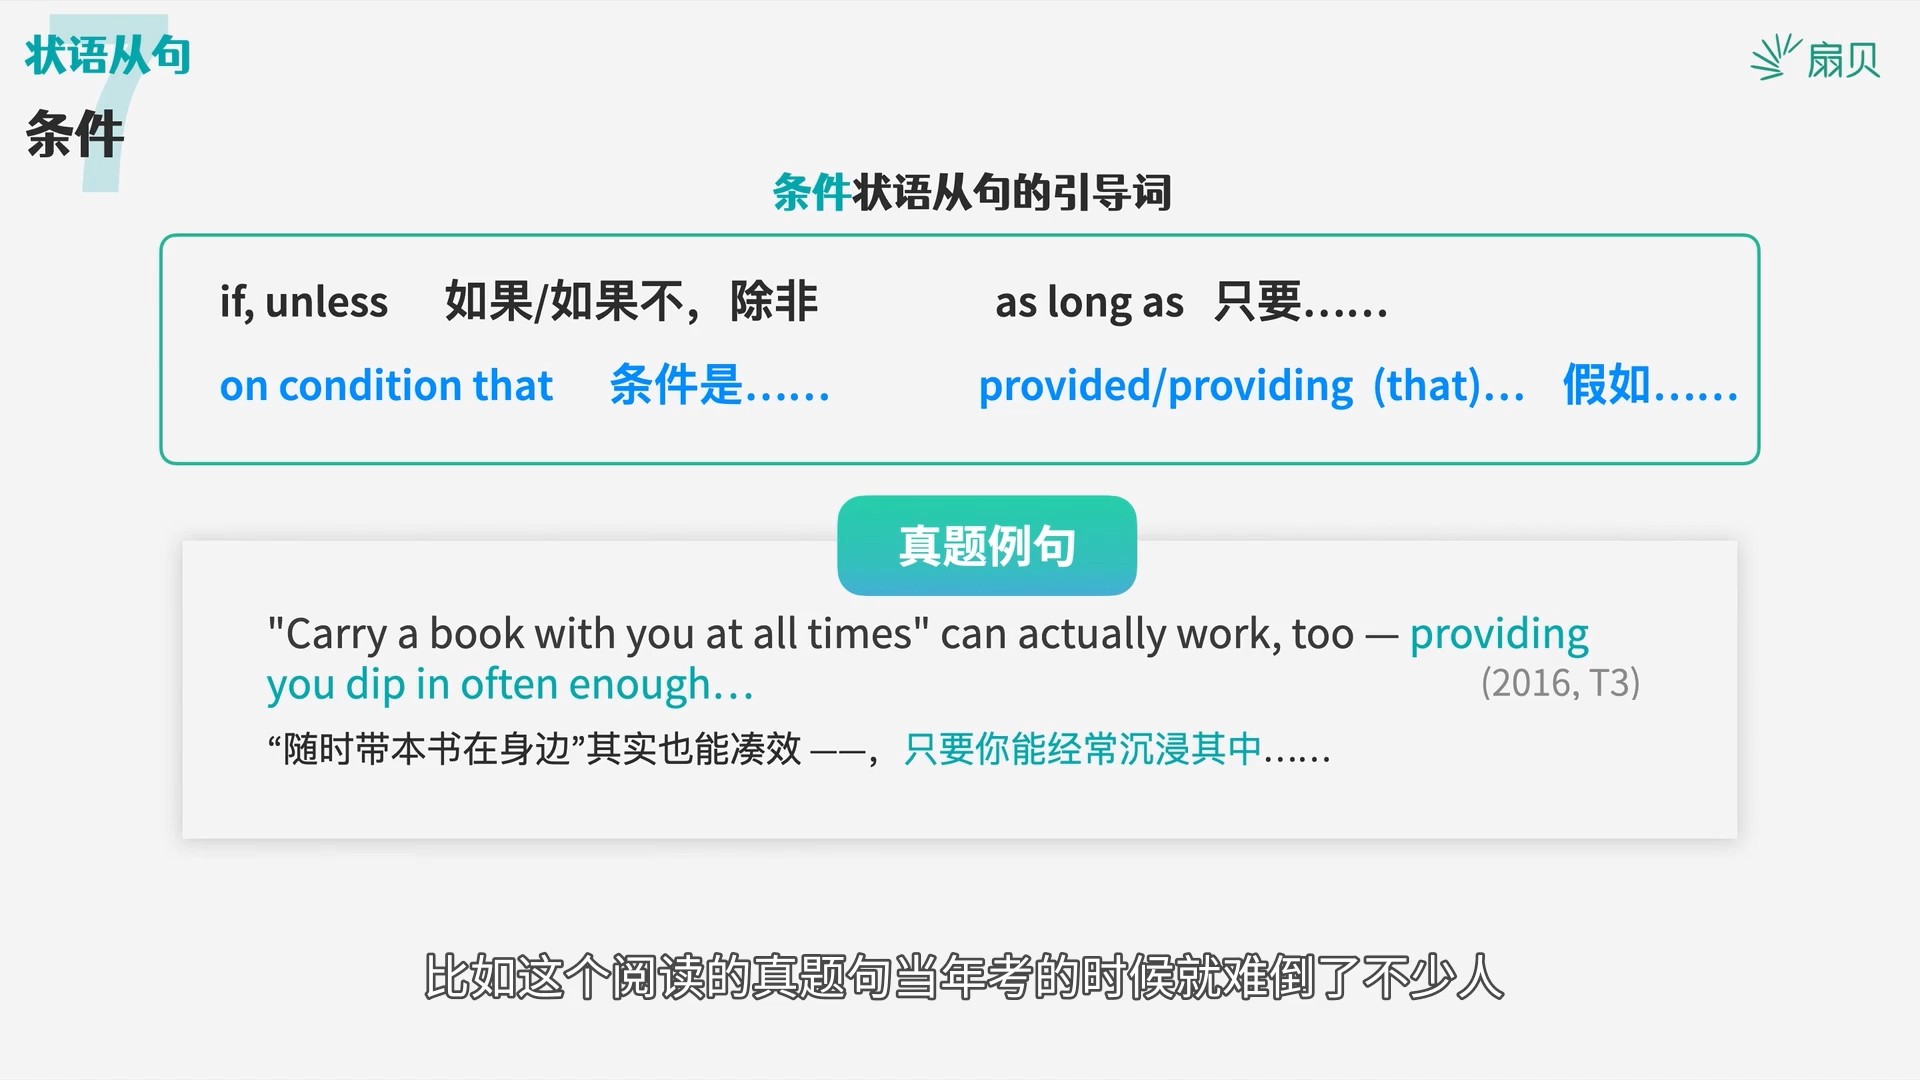 7
状语从句
条件
扇贝
条件状语从句的引导词
if, unless 如果/如果不，除非 as long as 只要……
on condition that 条件是…… provided/providing (that)… 假如……
真题例句
"Carry a book with you at all times" can actually work, too — providing
you dip in often enough…
(2016, T3)
“随时带本书在身边”其实也能凑效 ——，只要你能经常沉浸其中……
比如这个阅读的真题句当年考的时候就难倒了不少人